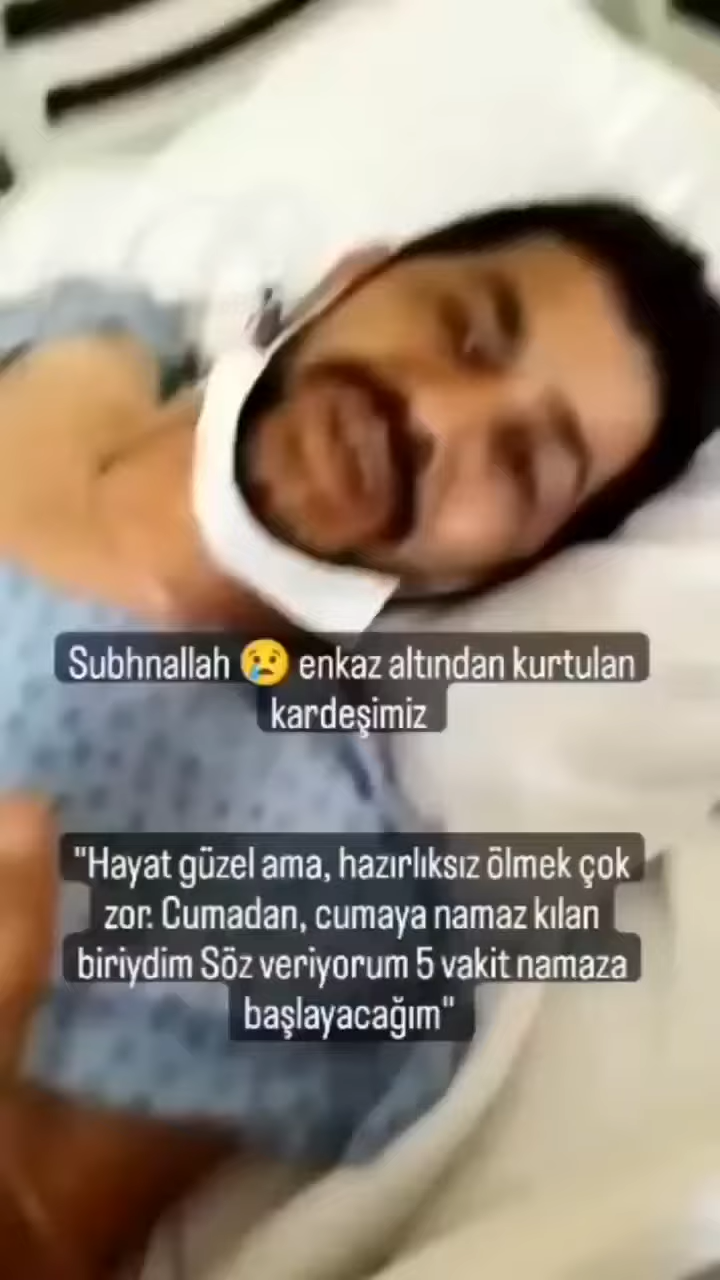 Subhnallah 😢 enkaz altından kurtulan
kardeşimiz
"Hayat güzel ama, hazırlıksız ölmek çok
zor. Cumadan, cumaya namaz kılan
biriydim Söz veriyorum 5 vakit namaza
başlayacağım"